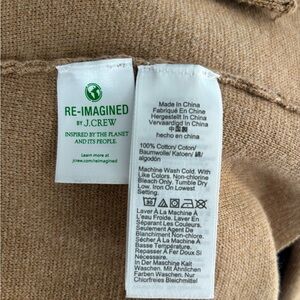 RE-IMAGINED
BY J.CREW
INSPIRED BY THE PLANET
AND ITS PEOPLE.
Learn more at
jcrew.com/reimagined
Made In China
Fabriqué En Chine
Hergestellt In China
Vervaardigd In China
中国製
hecho en china
100% Cotton/ Coton/
Baumwolle/ Katoen/ 綿/
algodón
Machine Wash Cold. With
Like Colors. Non-chlorine
Bleach Only. Tumble Dry
Low. Iron On Lowest
Setting.
Laver À La Machine À
L'eau Froide. Laver En
Séparant Les Couleurs.
Seulement Agent De
Blanchiment Non-chloré.
Sécher À La Machine À
Basse Température.
Repasser À Fer Doux Si
Nécessaire.
In Der Maschine Kalt
Waschen. Mit Ähnlichen
Farben Waschen. Wenn